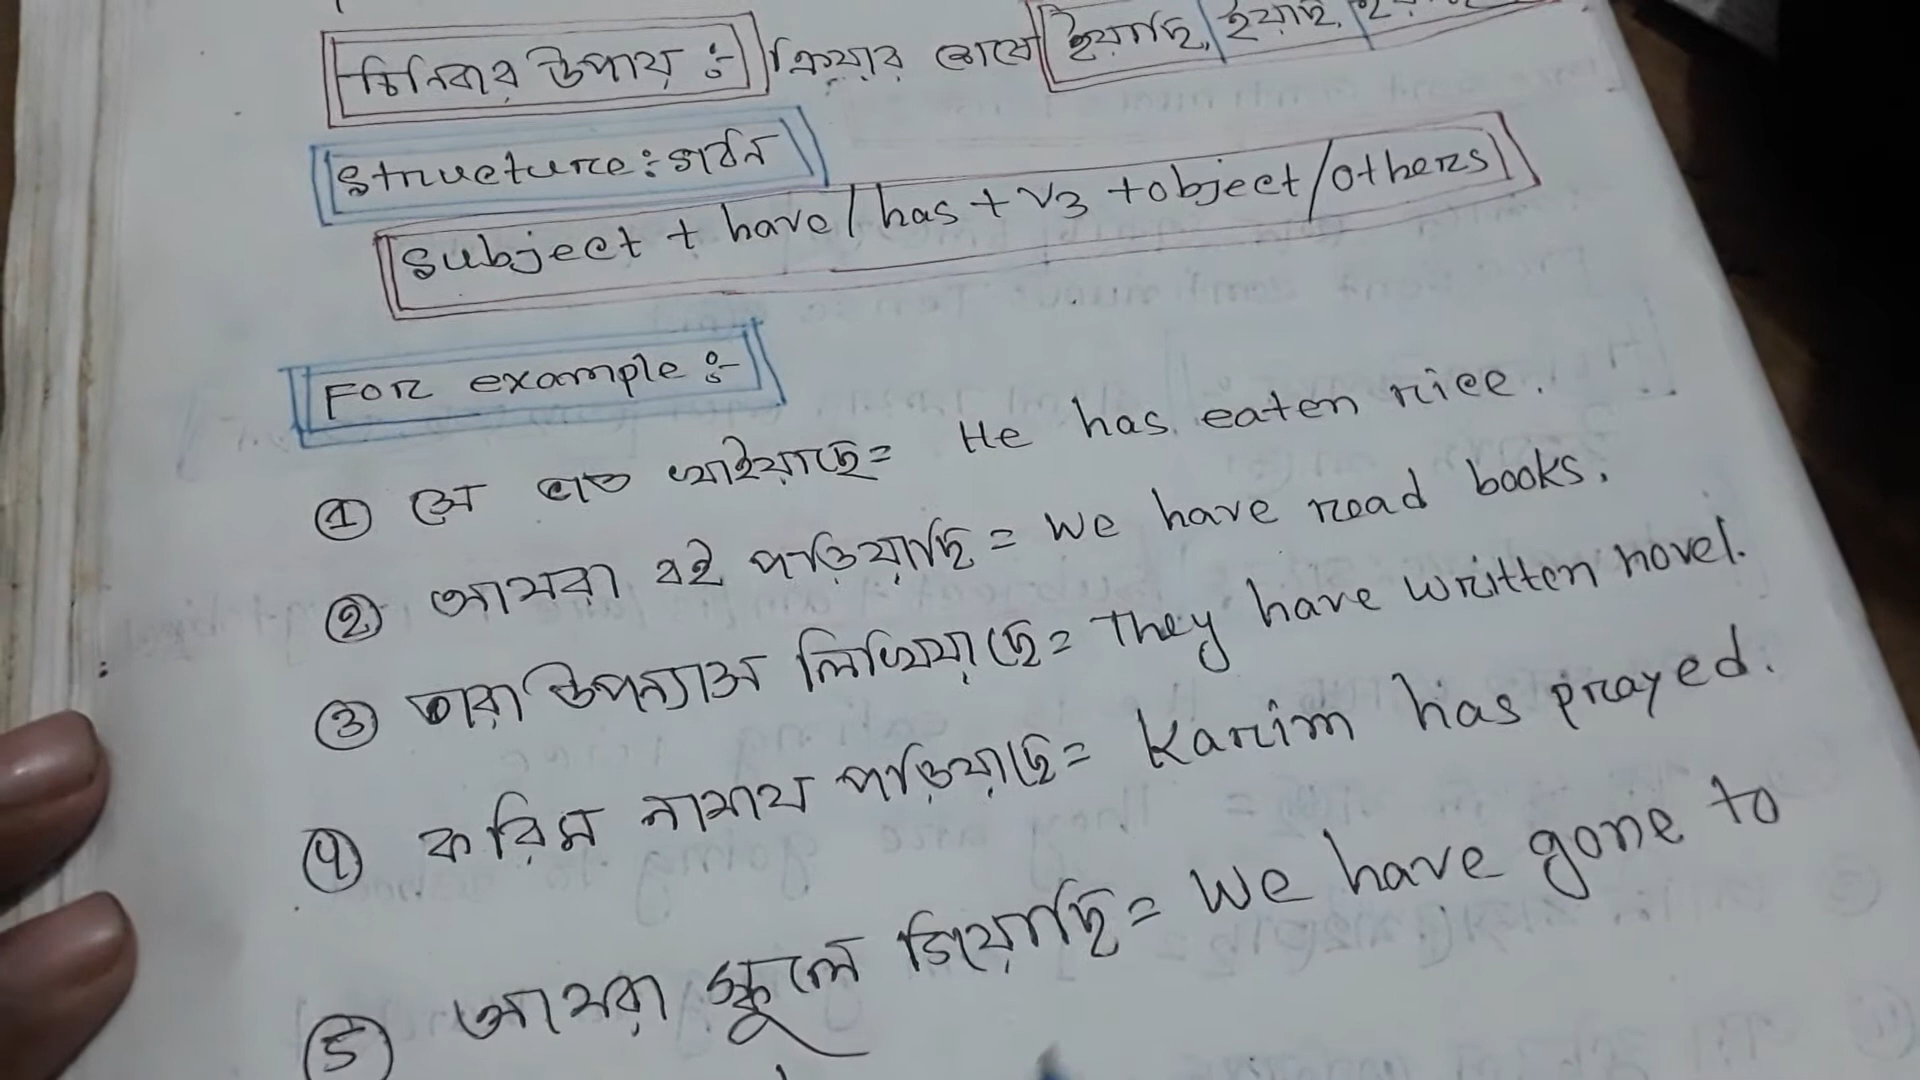 চিনিবার উপায় :- ক্রিয়ার শেষে ইয়াছি, ইয়াছ,
Structure : গঠন
Subject + have / has + V3 + object / others
For example :-
① সে ভাত খাইয়াছে = He has eaten rice.
② আমরা বই পড়িয়াছি = We have read books.
③ তারা উপন্যাস লিখিয়াছে = They have written novel.
④ করিম নামায পড়িয়াছে = Karim has prayed.
⑤ আমরা স্কুলে গিয়েছি = We have gone to